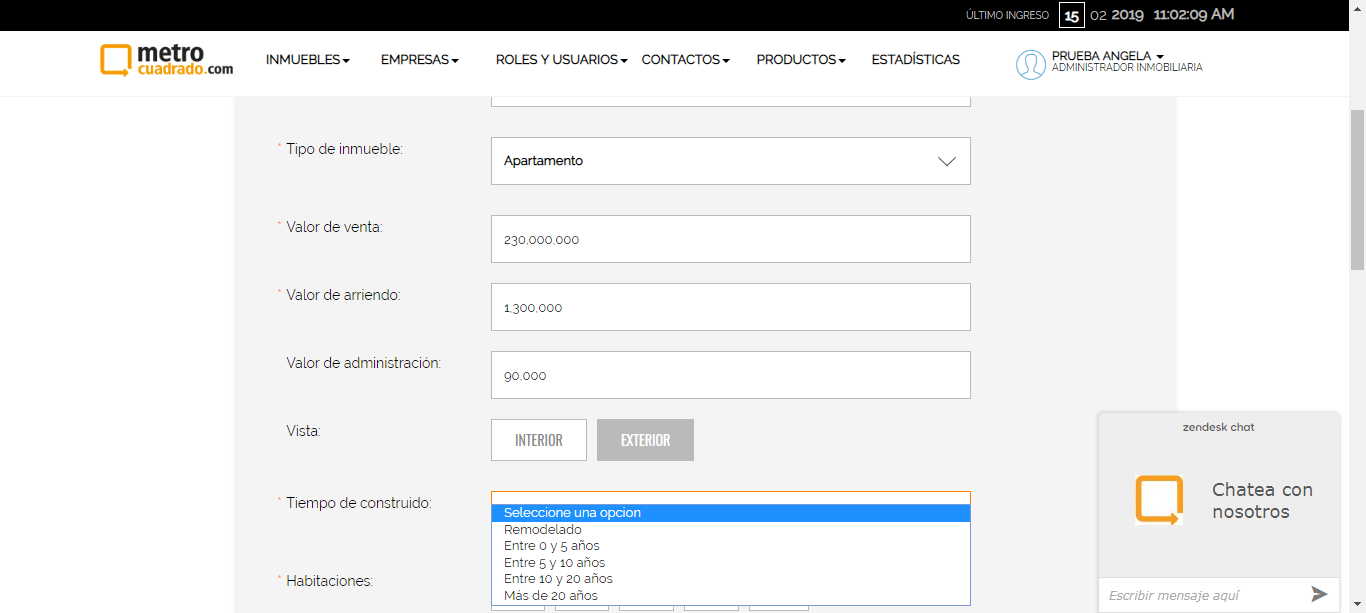 ÚLTIMO INGRESO 15 02 2019 11:02:09 AM
metro
cuadrado.com
INMUEBLES EMPRESAS ROLES Y USUARIOS CONTACTOS PRODUCTOS ESTADÍSTICAS
PRUEBA ANGELA
ADMINISTRADOR INMOBILIARIA
* Tipo de inmueble: Apartamento
* Valor de venta: 230,000,000
* Valor de arriendo: 1,300,000
Valor de administración: 90,000
Vista: INTERIOR EXTERIOR
* Tiempo de construido:
Seleccione una opcion
Remodelado
Entre 0 y 5 años
Entre 5 y 10 años
Entre 10 y 20 años
Más de 20 años
* Habitaciones:
zendesk chat
Chatea con
nosotros
Escribir mensaje aquí